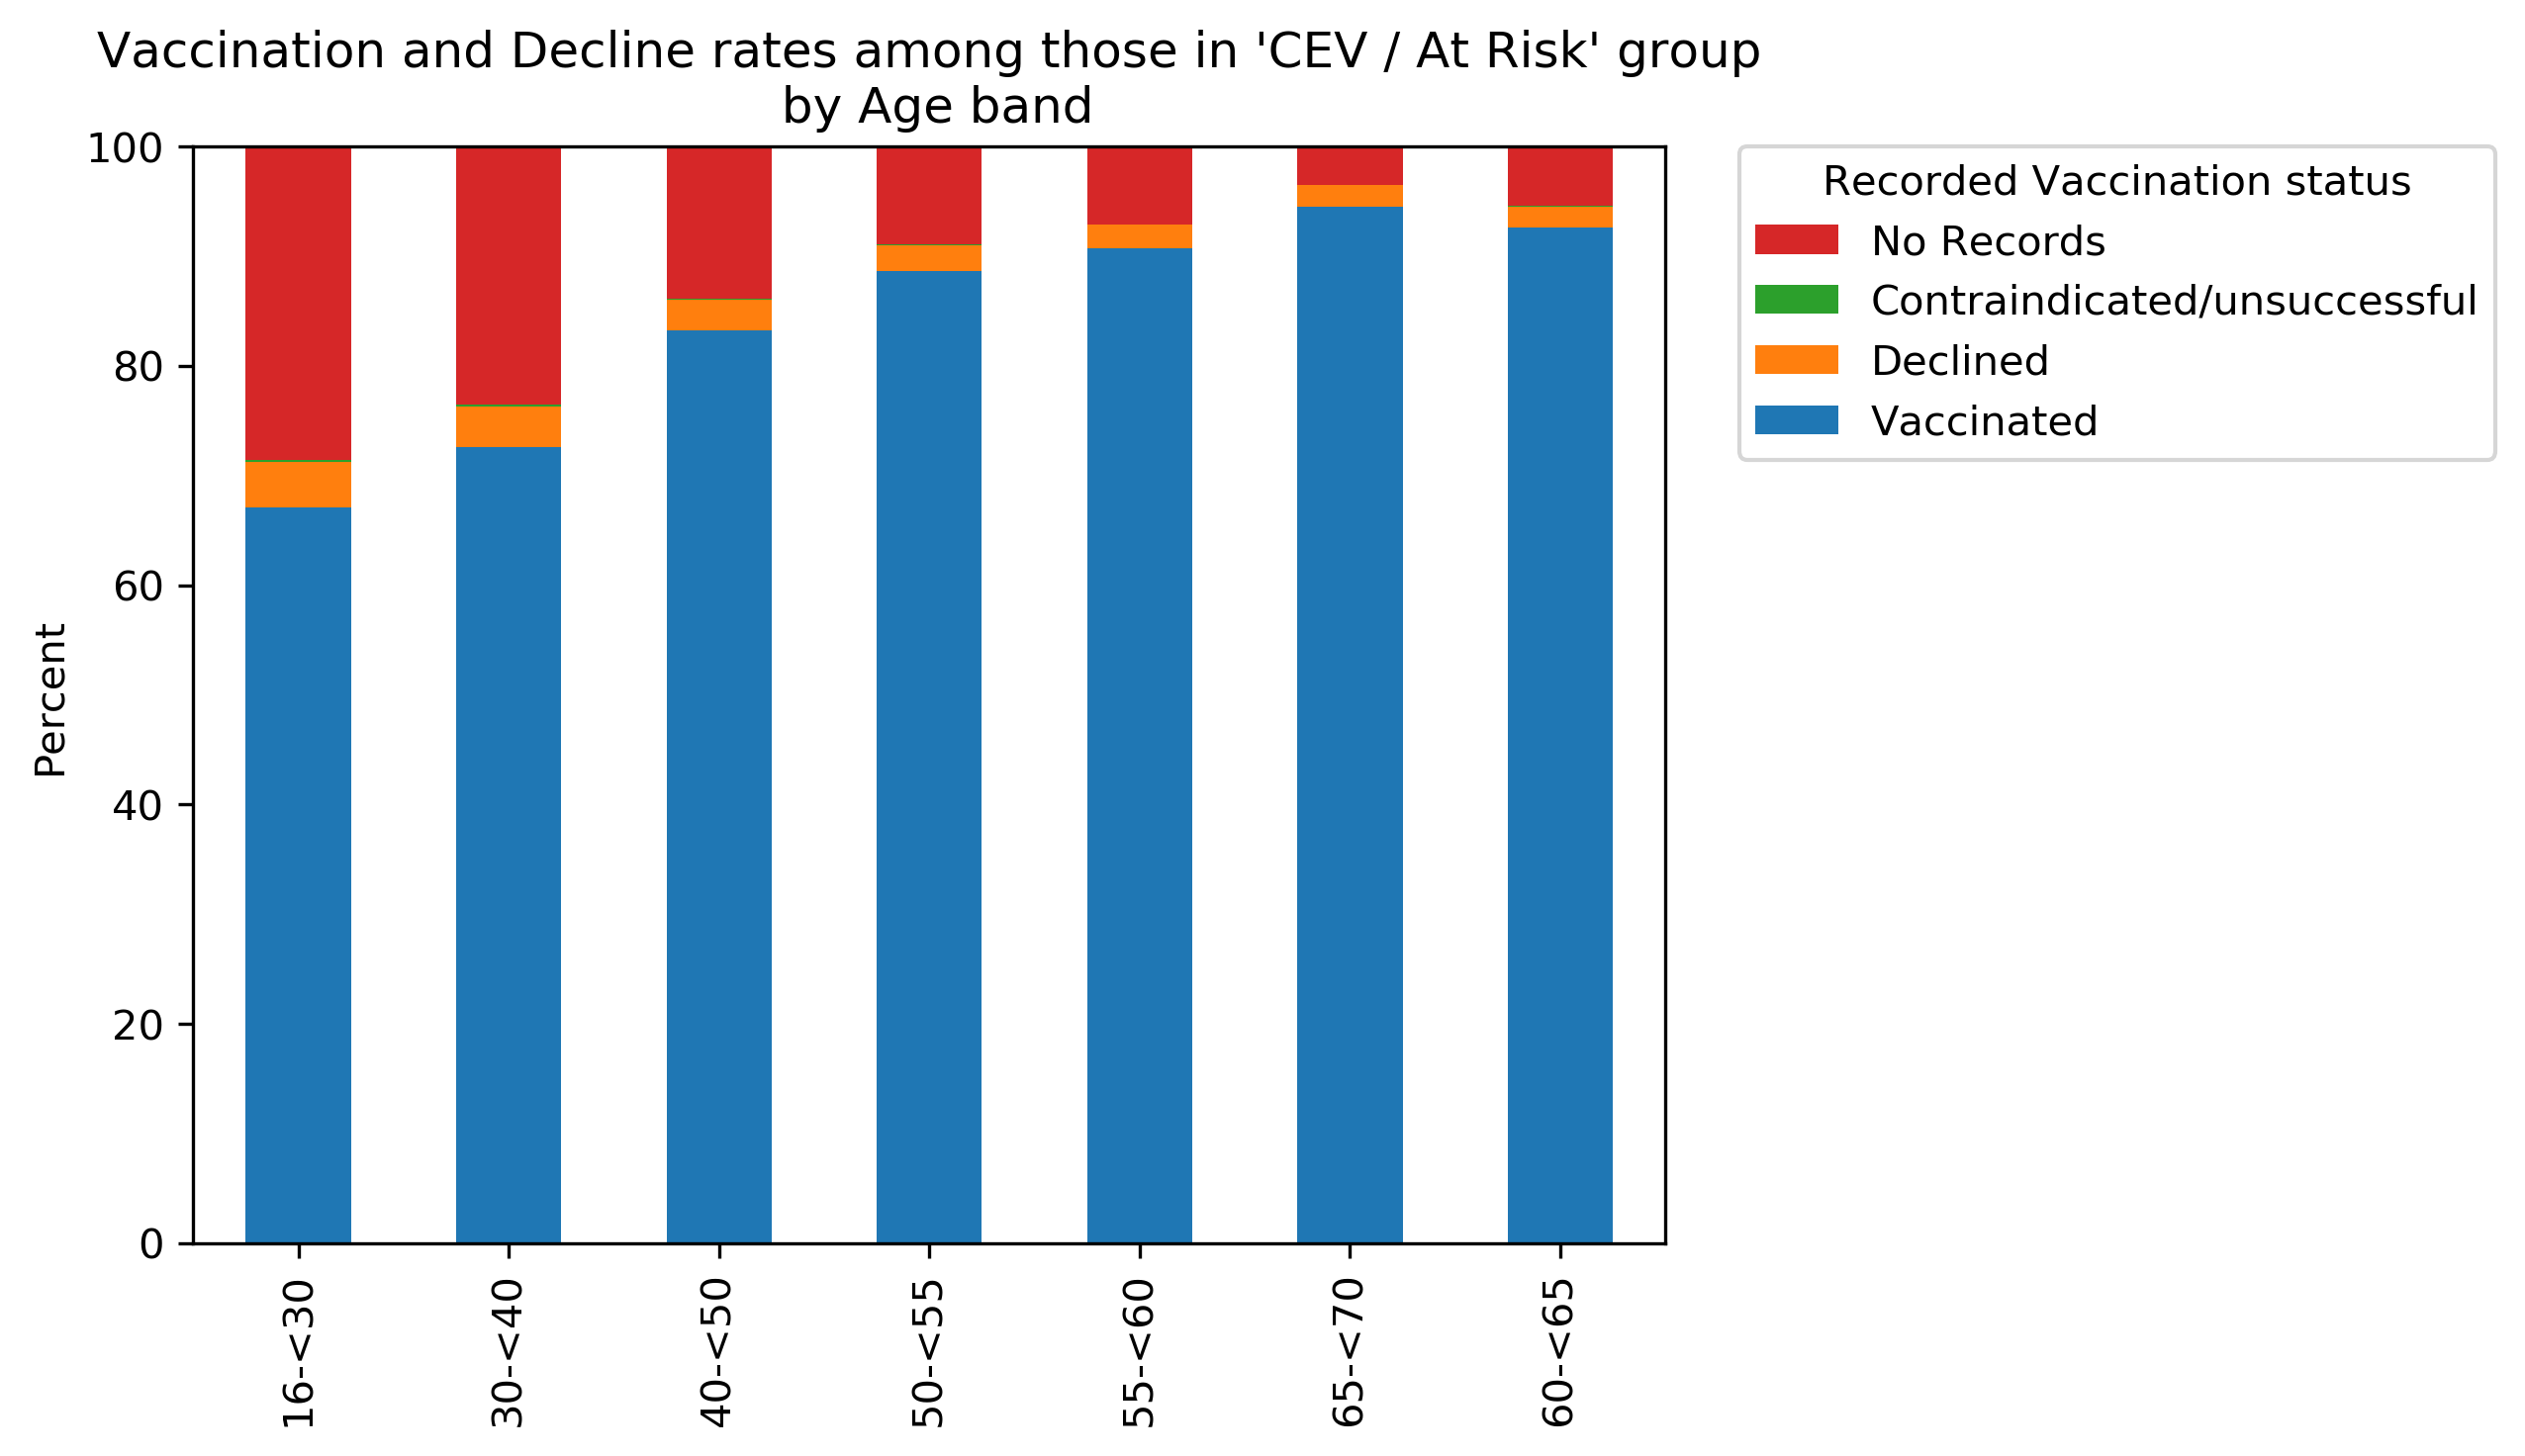 Vaccination and Decline rates among those in 'CEV / At Risk' group
by Age band
100
80
60
40
20
0
Percent
16-<30
30-<40
40-<50
50-<55
55-<60
65-<70
60-<65
Recorded Vaccination status
No Records
Contraindicated/unsuccessful
Declined
Vaccinated